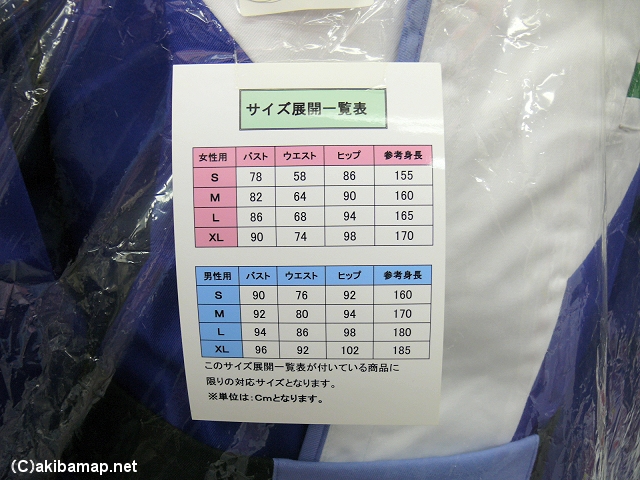 サイズ展開一覧表
女性用 バスト ウエスト ヒップ 参考身長
S 78 58 86 155
M 82 64 90 160
L 86 68 94 165
XL 90 74 98 170
男性用 バスト ウエスト ヒップ 参考身長
S 90 76 92 160
M 92 80 94 170
L 94 86 98 180
XL 96 92 102 185
このサイズ展開一覧表が付いている商品に
限りの対応サイズとなります。
※単位は:Cmとなります。
(C)akibamap.net